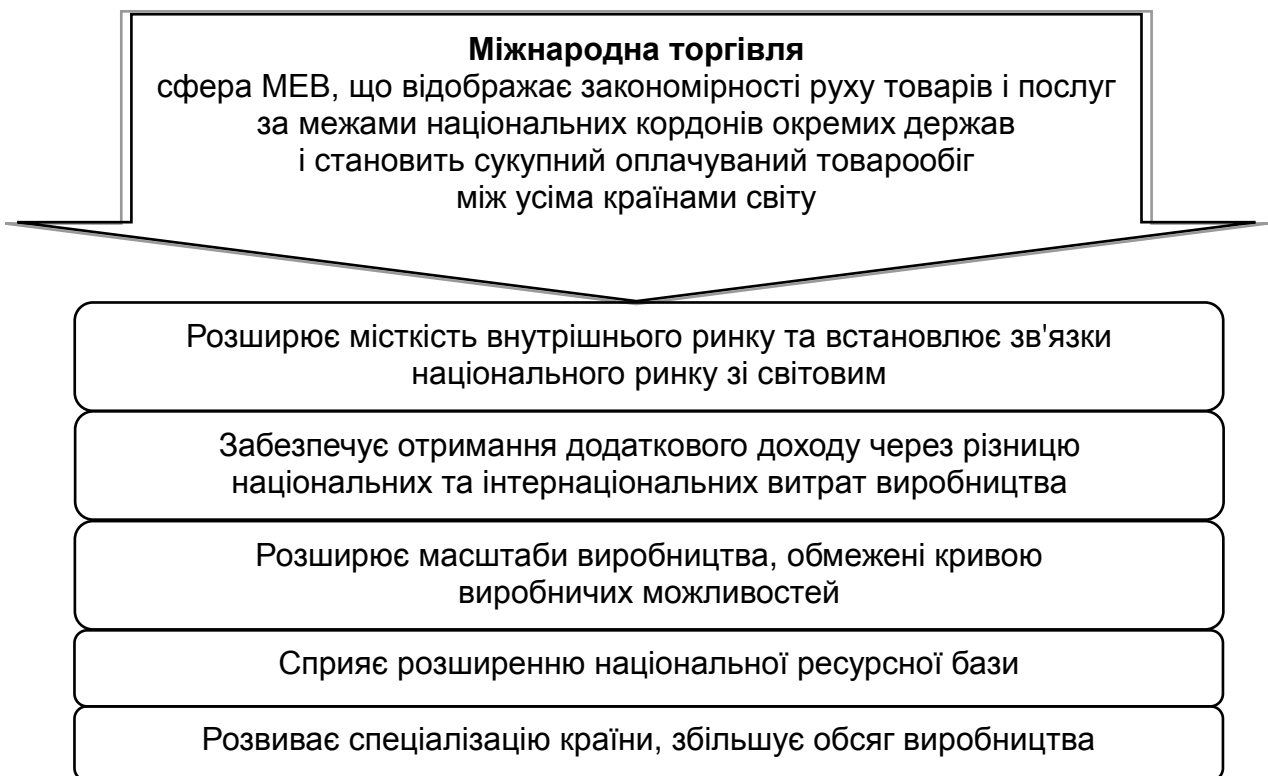 Міжнародна торгівля
сфера МЕВ, що відображає закономірності руху товарів і послуг
за межами національних кордонів окремих держав
і становить сукупний оплачуваний товарообіг
між усіма країнами світу
Розширює місткість внутрішнього ринку та встановлює зв'язки
національного ринку зі світовим
Забезпечує отримання додаткового доходу через різницю
національних та інтернаціональних витрат виробництва
Розширює масштаби виробництва, обмежені кривою
виробничих можливостей
Сприяє розширенню національної ресурсної бази
Розвиває спеціалізацію країни, збільшує обсяг виробництва